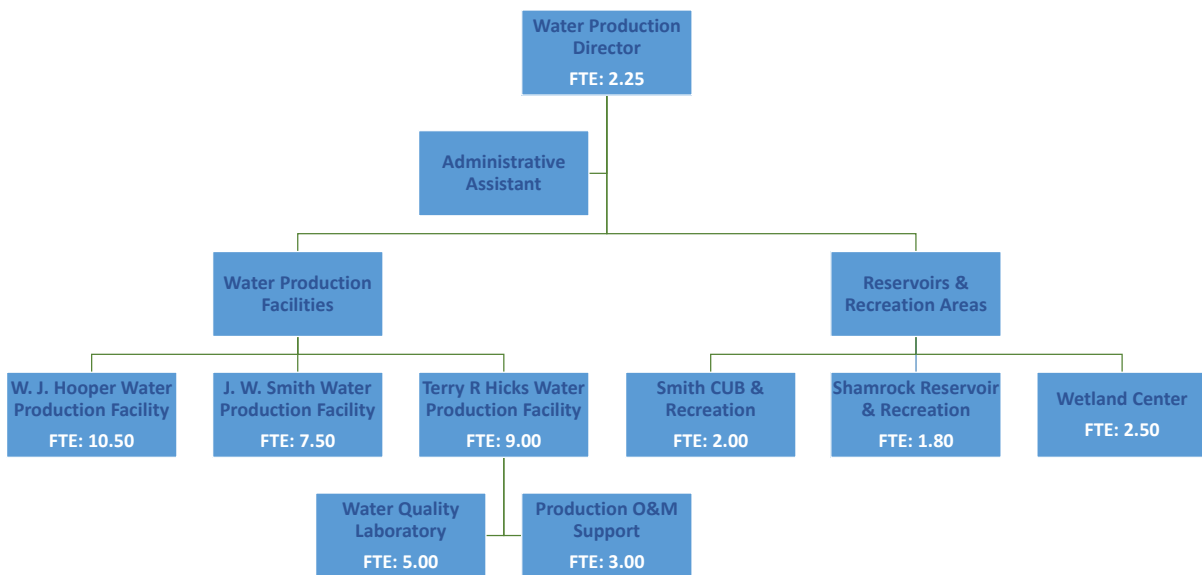 Water Production
Director
FTE: 2.25
Administrative
Assistant
Water Production
Facilities
Reservoirs &
Recreation Areas
W. J. Hooper Water
Production Facility
FTE: 10.50
J. W. Smith Water
Production Facility
FTE: 7.50
Terry R Hicks Water
Production Facility
FTE: 9.00
Smith CUB &
Recreation
FTE: 2.00
Shamrock Reservoir
& Recreation
FTE: 1.80
Wetland Center
FTE: 2.50
Water Quality
Laboratory
FTE: 5.00
Production O&M
Support
FTE: 3.00